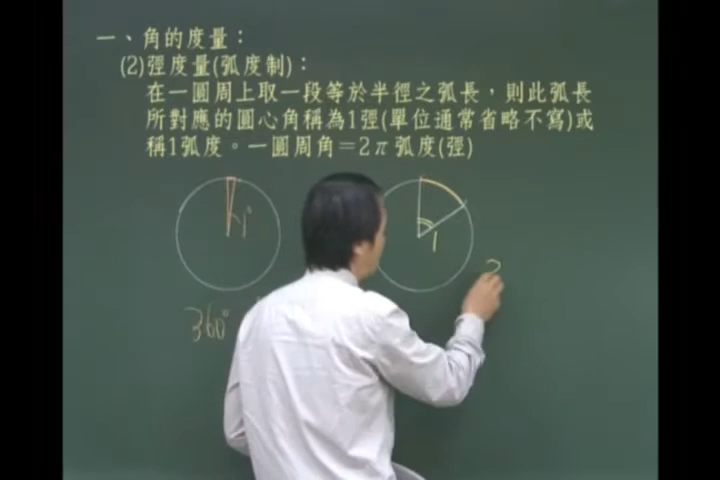 一、角的度量：
(2)弳度量(弧度制)：
在一圓周上取一段等於半徑之弧長，則此弧長
所對應的圓心角稱為1弳(單位通常省略不寫)或
稱1弧度。一圓周角＝2π弧度(弳)
1° 1
2
360°